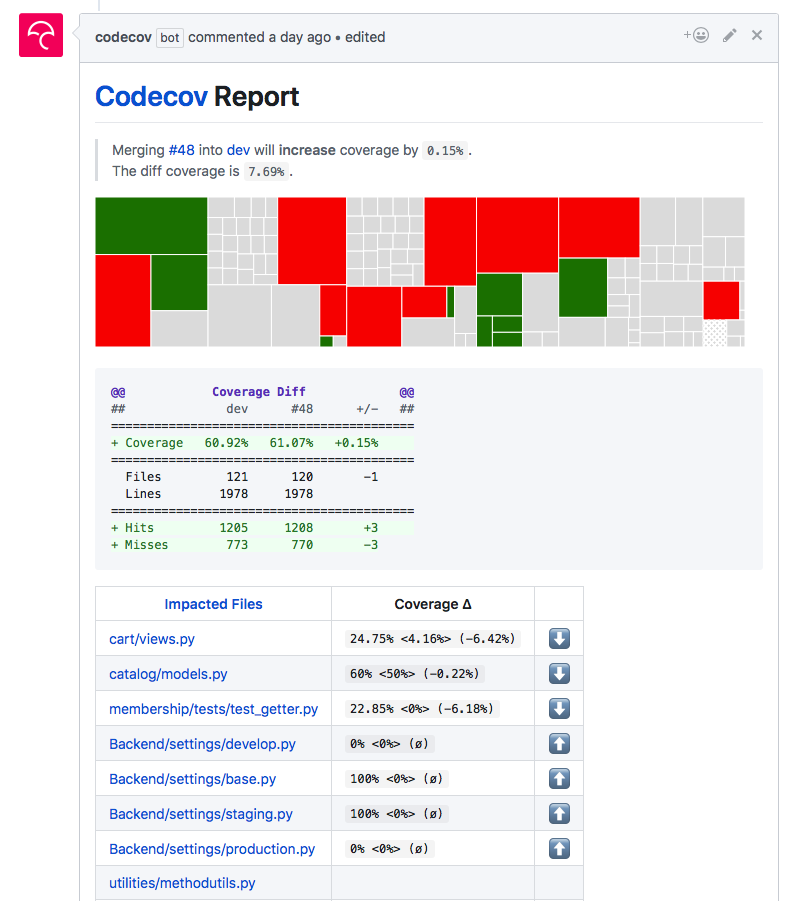 codecov bot commented a day ago • edited
Codecov Report
Merging #48 into dev will increase coverage by 0.15% .
The diff coverage is 7.69% .
@@ Coverage Diff @@
## dev #48 +/- ##
==========================================
+ Coverage 60.92% 61.07% +0.15%
==========================================
Files 121 120 -1
Lines 1978 1978
==========================================
+ Hits 1205 1208 +3
+ Misses 773 770 -3
Impacted Files Coverage Δ
cart/views.py 24.75% <4.16%> (-6.42%) ⬇
catalog/models.py 60% <50%> (-0.22%) ⬇
membership/tests/test_getter.py 22.85% <0%> (-6.18%) ⬇
Backend/settings/develop.py 0% <0%> (ø) ⬆
Backend/settings/base.py 100% <0%> (ø) ⬆
Backend/settings/staging.py 100% <0%> (ø) ⬆
Backend/settings/production.py 0% <0%> (ø) ⬆
utilities/methodutils.py